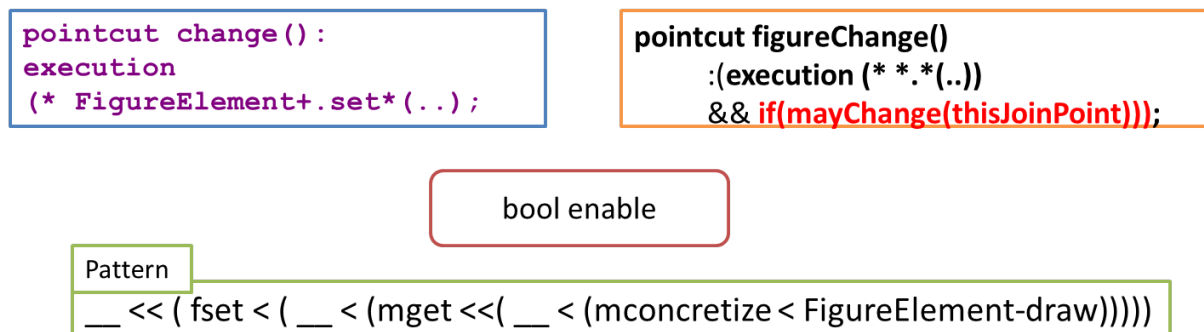 pointcut change():
execution
(* FigureElement+.set*(..);
pointcut figureChange()
:(execution (* *.*(..))
&& if(mayChange(thisJoinPoint)));
bool enable
Pattern
__ << ( fset < ( __ < (mget <<( __ < (mconcretize < FigureElement-draw)))))